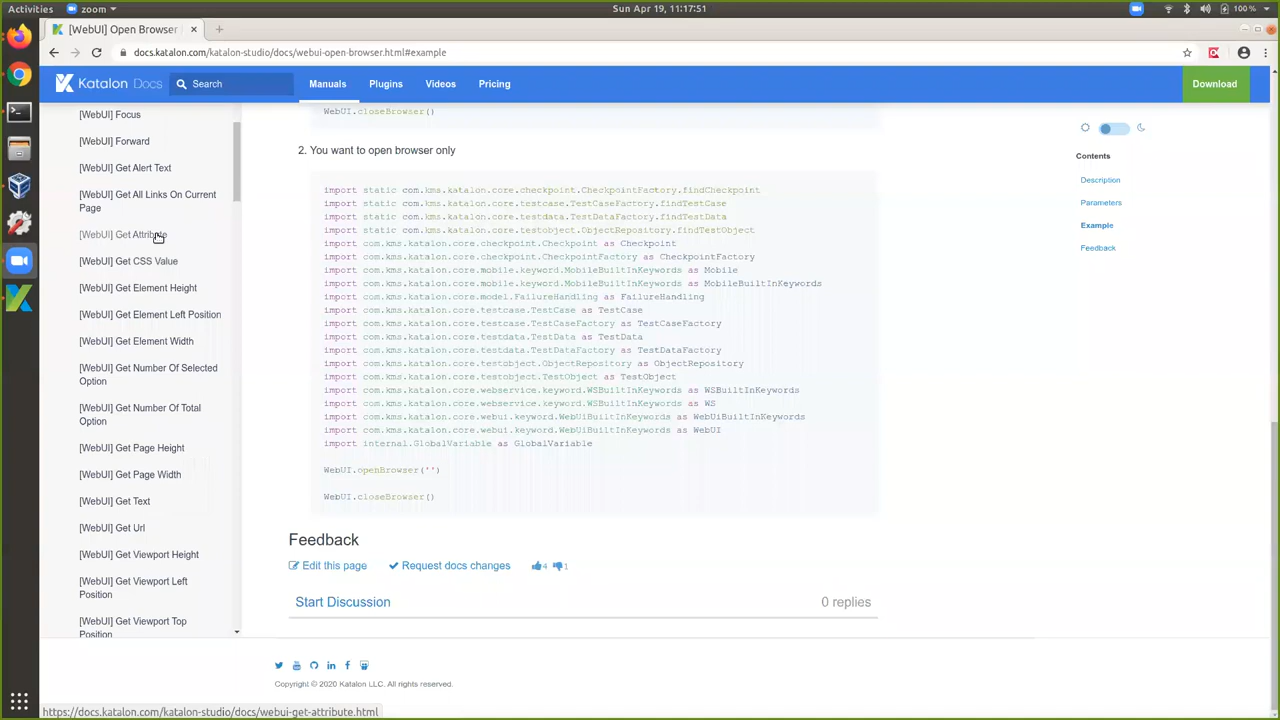 Activities
zoom
Sun Apr 19, 11:17:51
100 %
[WebUI] Open Browser
docs.katalon.com/katalon-studio/docs/webui-open-browser.html#example
Katalon Docs
Search
Manuals
Plugins
Videos
Pricing
Download
[WebUI] Focus
[WebUI] Forward
[WebUI] Get Alert Text
[WebUI] Get All Links On Current
Page
[WebUI] Get Attribute
[WebUI] Get CSS Value
[WebUI] Get Element Height
[WebUI] Get Element Left Position
[WebUI] Get Element Width
[WebUI] Get Number Of Selected
Option
[WebUI] Get Number Of Total
Option
[WebUI] Get Page Height
[WebUI] Get Page Width
[WebUI] Get Text
[WebUI] Get Url
[WebUI] Get Viewport Height
[WebUI] Get Viewport Left
Position
[WebUI] Get Viewport Top
Position
WebUI.closeBrowser()
2. You want to open browser only
import static com.kms.katalon.core.checkpoint.CheckpointFactory.findCheckpoint
import static com.kms.katalon.core.testcase.TestCaseFactory.findTestCase
import static com.kms.katalon.core.testdata.TestDataFactory.findTestData
import static com.kms.katalon.core.testobject.ObjectRepository.findTestObject
import com.kms.katalon.core.checkpoint.Checkpoint as Checkpoint
import com.kms.katalon.core.checkpoint.CheckpointFactory as CheckpointFactory
import com.kms.katalon.core.mobile.keyword.MobileBuiltInKeywords as Mobile
import com.kms.katalon.core.mobile.keyword.MobileBuiltInKeywords as MobileBuiltInKeywords
import com.kms.katalon.core.model.FailureHandling as FailureHandling
import com.kms.katalon.core.testcase.TestCase as TestCase
import com.kms.katalon.core.testcase.TestCaseFactory as TestCaseFactory
import com.kms.katalon.core.testdata.TestData as TestData
import com.kms.katalon.core.testdata.TestDataFactory as TestDataFactory
import com.kms.katalon.core.testobject.ObjectRepository as ObjectRepository
import com.kms.katalon.core.testobject.TestObject as TestObject
import com.kms.katalon.core.webservice.keyword.WSBuiltInKeywords as WSBuiltInKeywords
import com.kms.katalon.core.webservice.keyword.WSBuiltInKeywords as WS
import com.kms.katalon.core.webui.keyword.WebUiBuiltInKeywords as WebUiBuiltInKeywords
import com.kms.katalon.core.webui.keyword.WebUiBuiltInKeywords as WebUI
import internal.GlobalVariable as GlobalVariable
WebUI.openBrowser('')
WebUI.closeBrowser()
Feedback
Edit this page
Request docs changes
4
1
Start Discussion
0 replies
Contents
Description
Parameters
Example
Feedback
Copyright © 2020 Katalon LLC. All rights reserved.
https://docs.katalon.com/katalon-studio/docs/webui-get-attribute.html